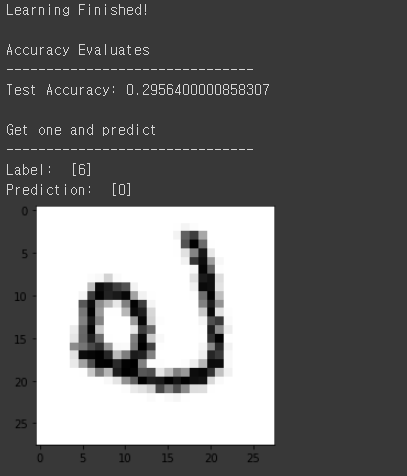 Learning Finished!
Accuracy Evaluates
-------------------------------
Test Accuracy: 0.2956400000858307
Get one and predict
-------------------------------
Label:  [6]
Prediction:  [0]
0
5
10
15
20
25
0 5 10 15 20 25